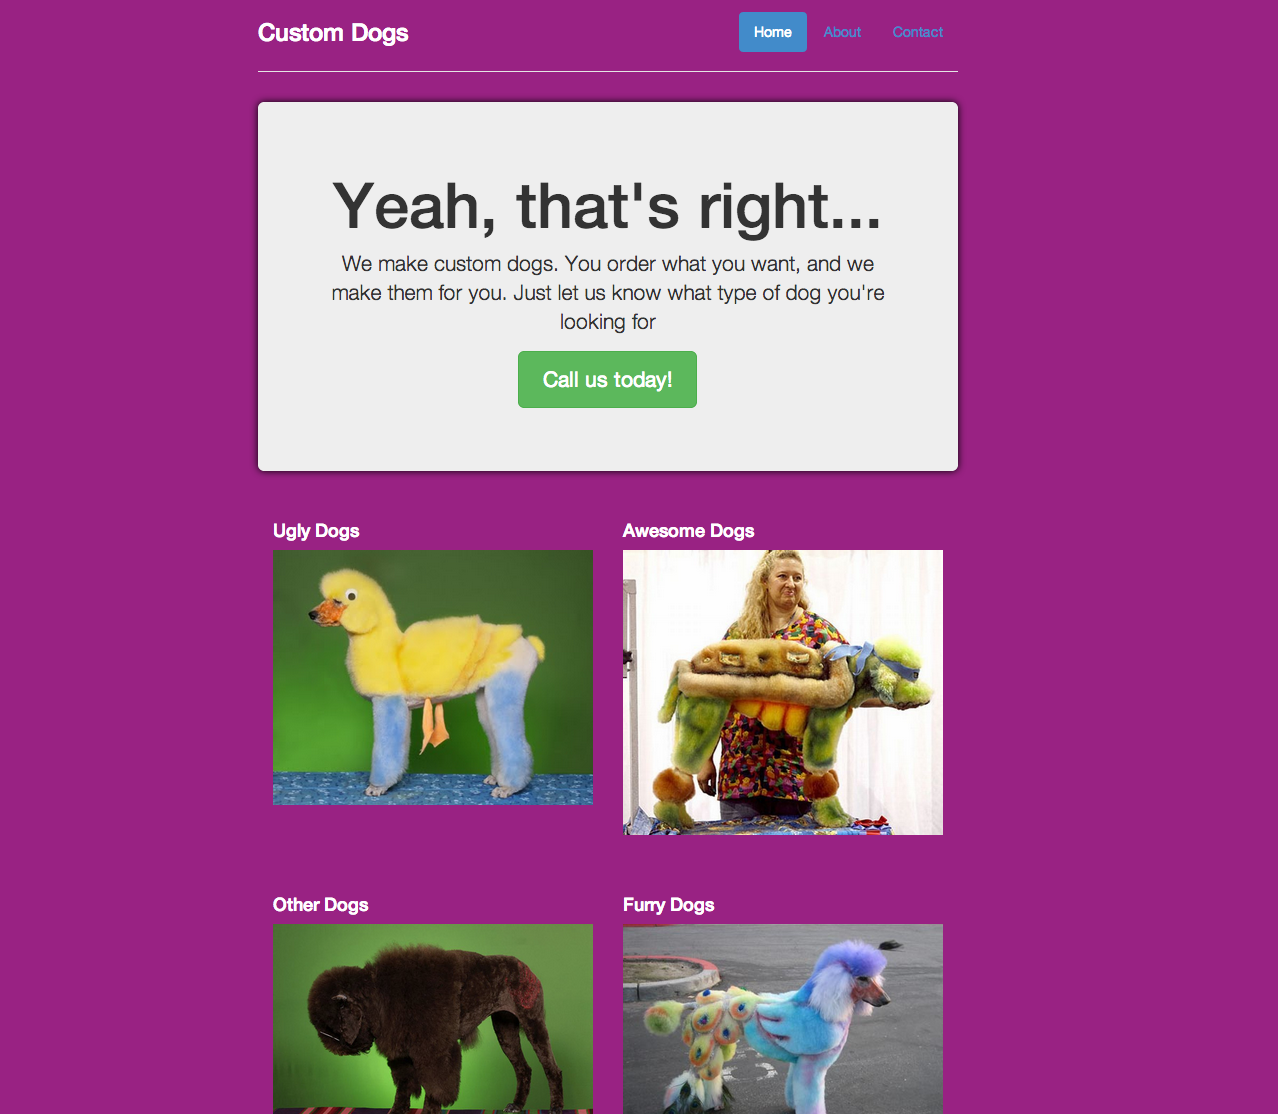 Custom Dogs
Home
About
Contact
Yeah, that's right...
We make custom dogs. You order what you want, and we
make them for you. Just let us know what type of dog you're
looking for
Call us today!
Ugly Dogs
Awesome Dogs
Other Dogs
Furry Dogs